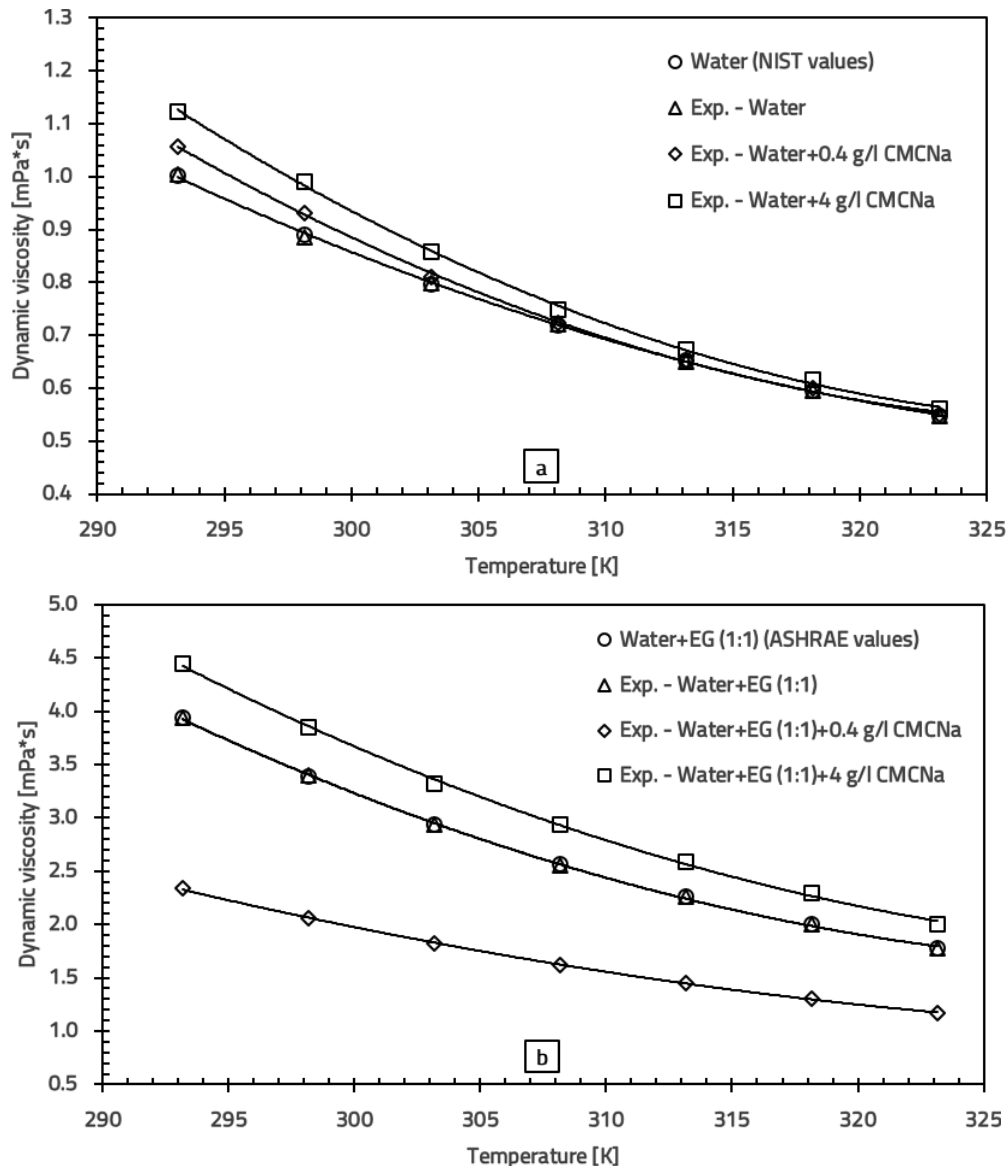 1.3
1.2
1.1
1.0
0.9
0.8
0.7
0.6
0.5
0.4
Dynamic viscosity [mPa*s]
Water (NIST values)
Exp. - Water
Exp. - Water+0.4 g/l CMCNa
Exp. - Water+4 g/l CMCNa
a
290 295 300 305 310 315 320 325
Temperature [K]
5.0
4.5
4.0
3.5
3.0
2.5
2.0
1.5
1.0
0.5
Dynamic viscosity [mPa*s]
Water+EG (1:1) (ASHRAE values)
Exp. - Water+EG (1:1)
Exp. - Water+EG (1:1)+0.4 g/l CMCNa
Exp. - Water+EG (1:1)+4 g/l CMCNa
b
290 295 300 305 310 315 320 325
Temperature [K]